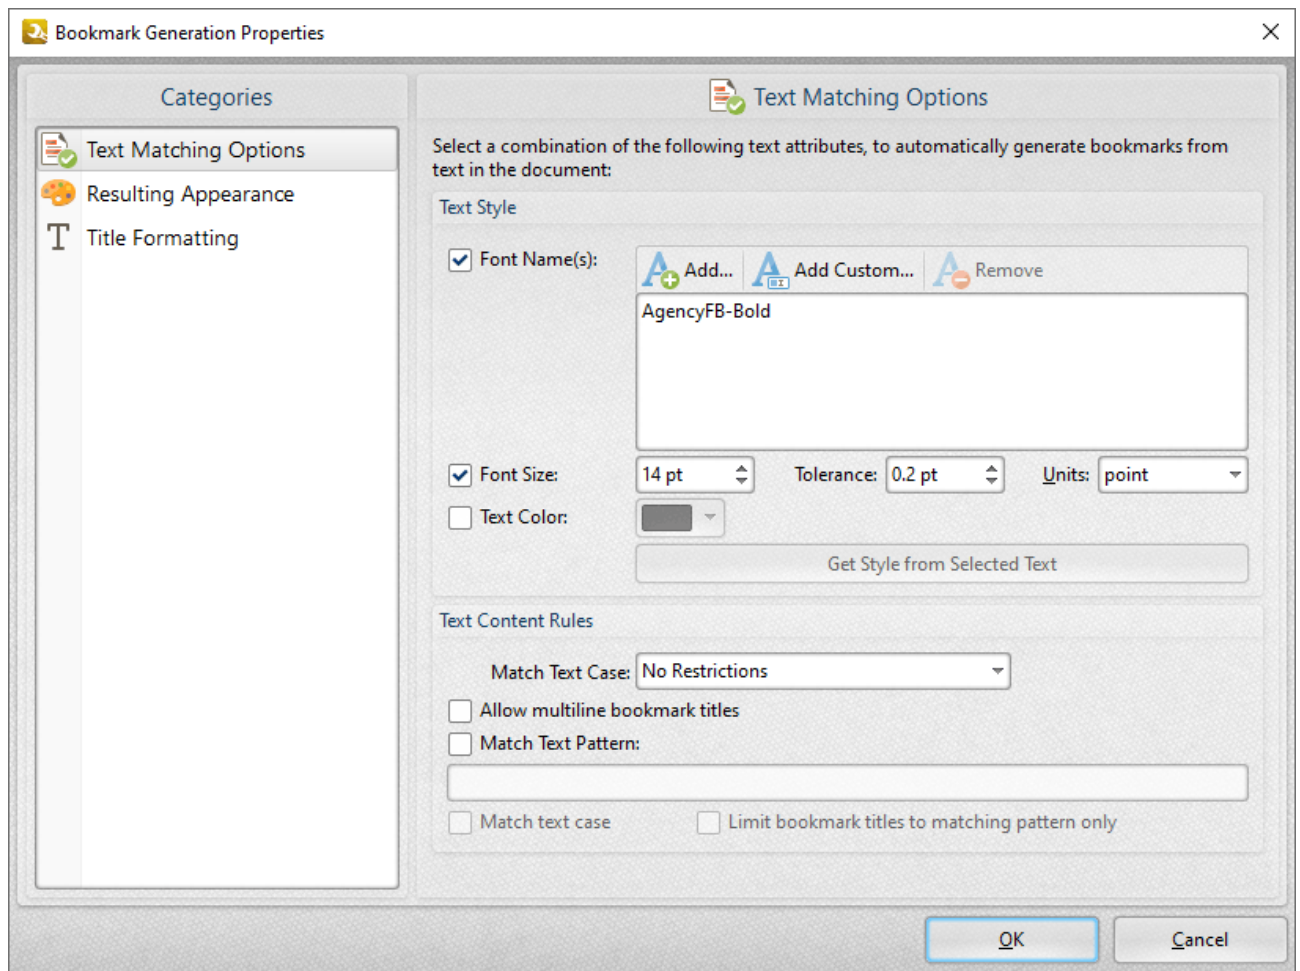 Bookmark Generation Properties
Categories
Text Matching Options
Resulting Appearance
Title Formatting
Text Matching Options
Select a combination of the following text attributes, to automatically generate bookmarks from
text in the document:
Text Style
Font Name(s):
Add... Add Custom... Remove
AgencyFB-Bold
Font Size: 14 pt Tolerance: 0.2 pt Units: point
Text Color:
Get Style from Selected Text
Text Content Rules
Match Text Case: No Restrictions
Allow multiline bookmark titles
Match Text Pattern:
Match text case Limit bookmark titles to matching pattern only
OK Cancel